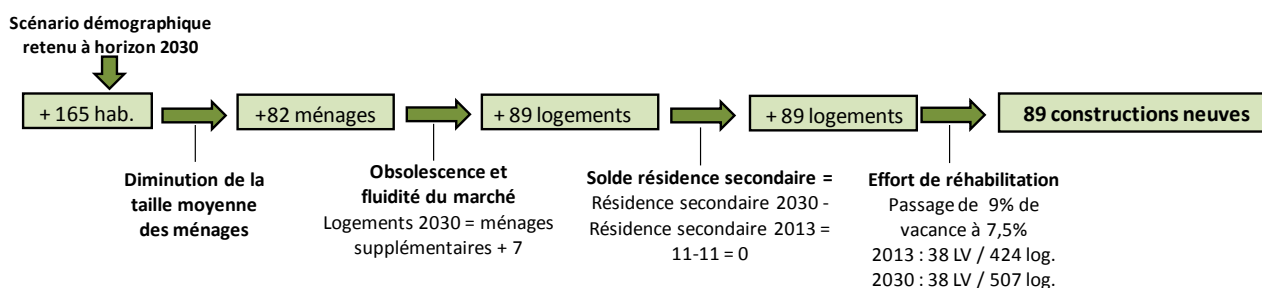 Scénario démographique
retenu à horizon 2030
+ 165 hab.
+82 ménages
+ 89 logements
+ 89 logements
89 constructions neuves
Diminution de la
taille moyenne
des ménages
Obsolescence et
fluidité du marché
Logements 2030 = ménages
supplémentaires + 7
Solde résidence secondaire =
Résidence secondaire 2030 -
Résidence secondaire 2013 =
11-11 = 0
Effort de réhabilitation
Passage de 9% de
vacance à 7,5%
2013 : 38 LV / 424 log.
2030 : 38 LV / 507 log.